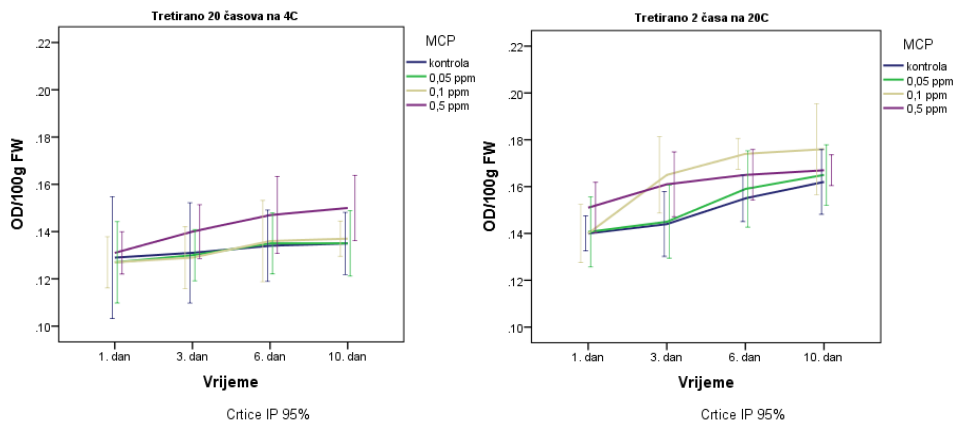 Tretirano 20 časova na 4C
MCP
kontrola
0,05 ppm
0,1 ppm
0,5 ppm
OD/100g FW
.22
.20
.18
.16
.14
.12
.10
1. dan
3. dan
6. dan
10. dan
Vrijeme
Crtice IP 95%
Tretirano 2 časa na 20C
MCP
kontrola
0,05 ppm
0,1 ppm
0,5 ppm
OD/100g FW
.22
.20
.18
.16
.14
.12
.10
1. dan
3. dan
6. dan
10. dan
Vrijeme
Crtice IP 95%